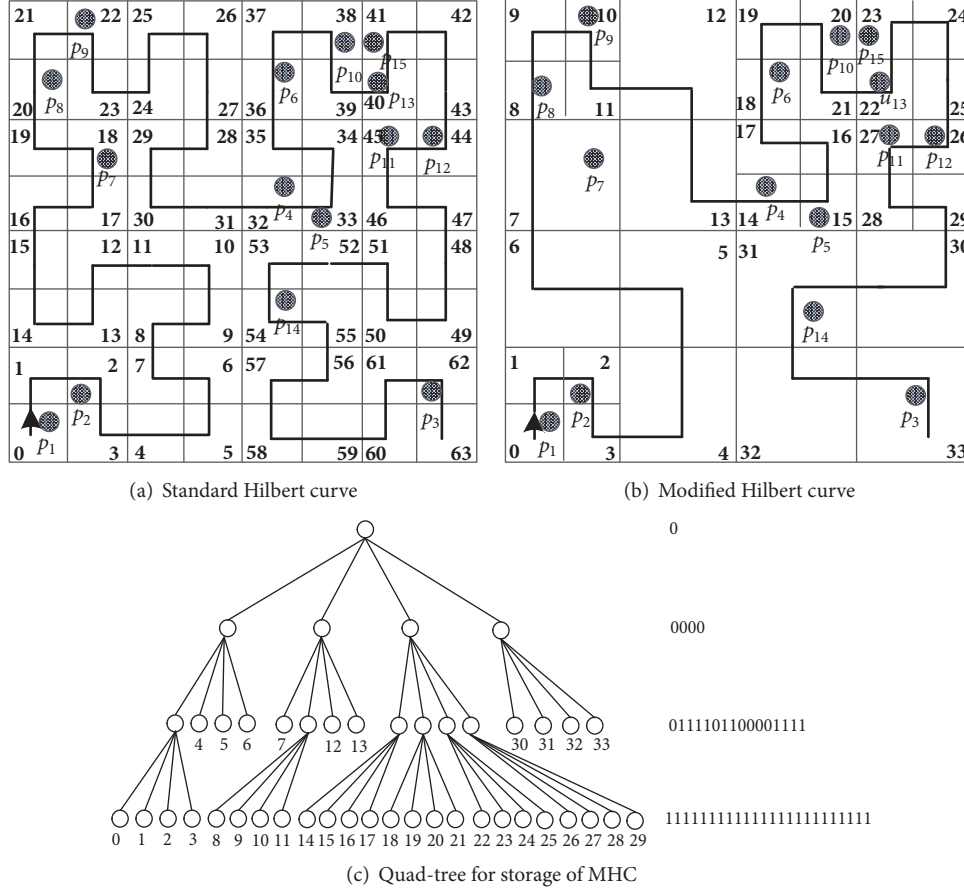 21 22 25 26 37 38 41 42
p9
p10 p15
p8 p6 p13
20 23 24 27 36 39 40 43
19 18 29 28 35 34 45 44
p7 p11 p12
p4
16 17 30 31 32 33 46 47
p5
15 12 11 10 53 52 51 48
p14
14 13 8 9 54 55 50 49
1 2 7 6 57 56 61 62
p2 p3
p1
0 3 4 5 58 59 60 63
(a) Standard Hilbert curve
9 10 12 19 20 23 24
p9 p10 p15
p8 p6 u13
8 11 18 21 22 25
17 16 27 26
p7 p11 p12
p4
7 13 14 15 28 29
p5
6 5 31 30
p14
1 2
p2 p3
p1
0 3 4 32 33
(b) Modified Hilbert curve
0
0000
4 5 6 7 12 13 30 31 32 33
0111101100001111
0 1 2 3 8 9 10 11 14 15 16 17 18 19 20 21 22 23 24 25 26 27 28 29
111111111111111111111111
(c) Quad-tree for storage of MHC